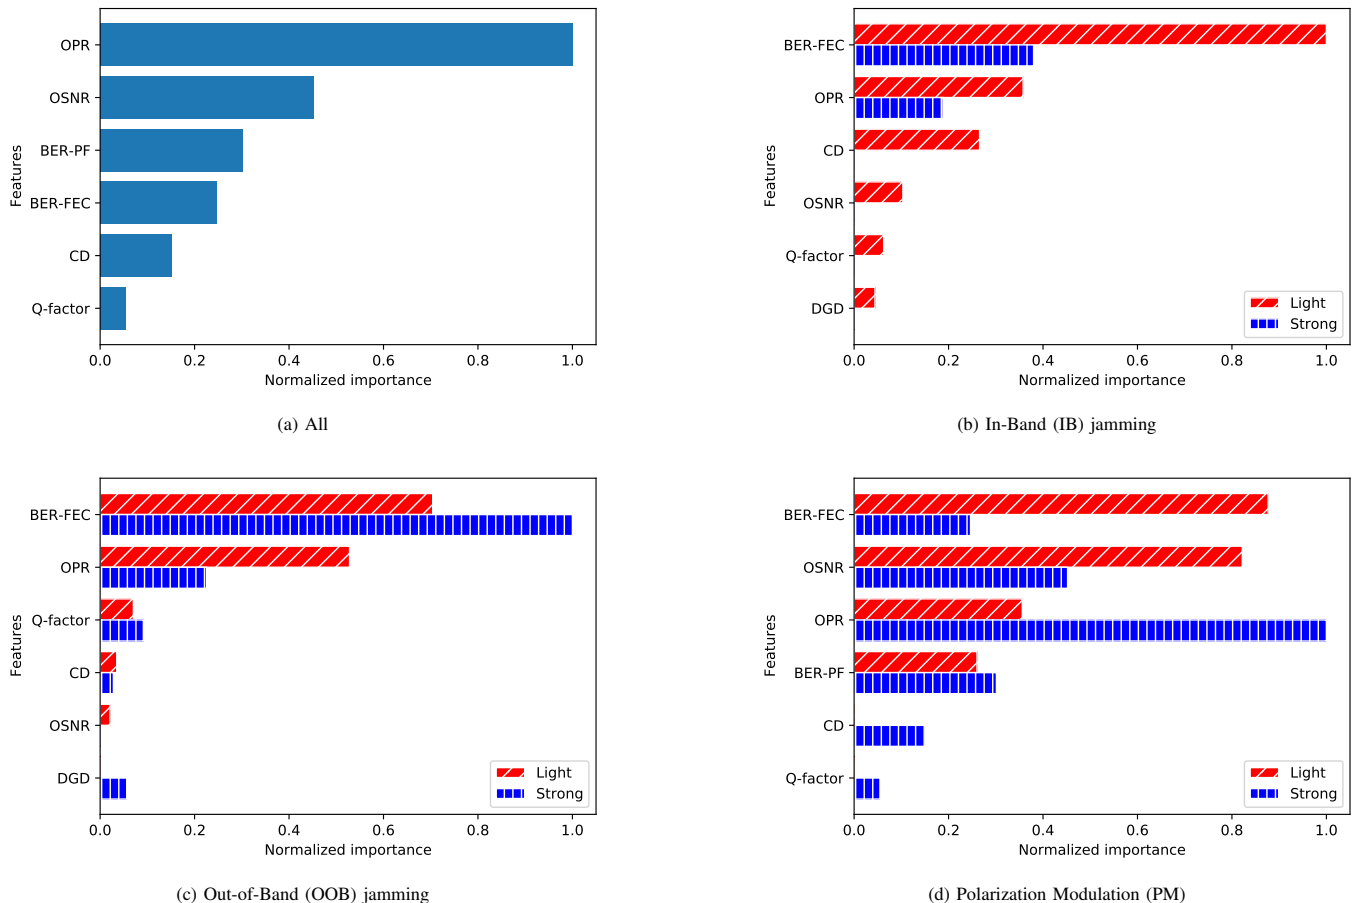 OPR
OSNR
BER-PF
BER-FEC
CD
Q-factor
Features
0.0 0.2 0.4 0.6 0.8 1.0
Normalized importance
(a) All
BER-FEC
OPR
CD
OSNR
Q-factor
DGD
Features
Light
Strong
0.0 0.2 0.4 0.6 0.8 1.0
Normalized importance
(b) In-Band (IB) jamming
BER-FEC
OPR
Q-factor
CD
OSNR
DGD
Features
Light
Strong
0.0 0.2 0.4 0.6 0.8 1.0
Normalized importance
(c) Out-of-Band (OOB) jamming
BER-FEC
OSNR
OPR
BER-PF
CD
Q-factor
Features
Light
Strong
0.0 0.2 0.4 0.6 0.8 1.0
Normalized importance
(d) Polarization Modulation (PM)